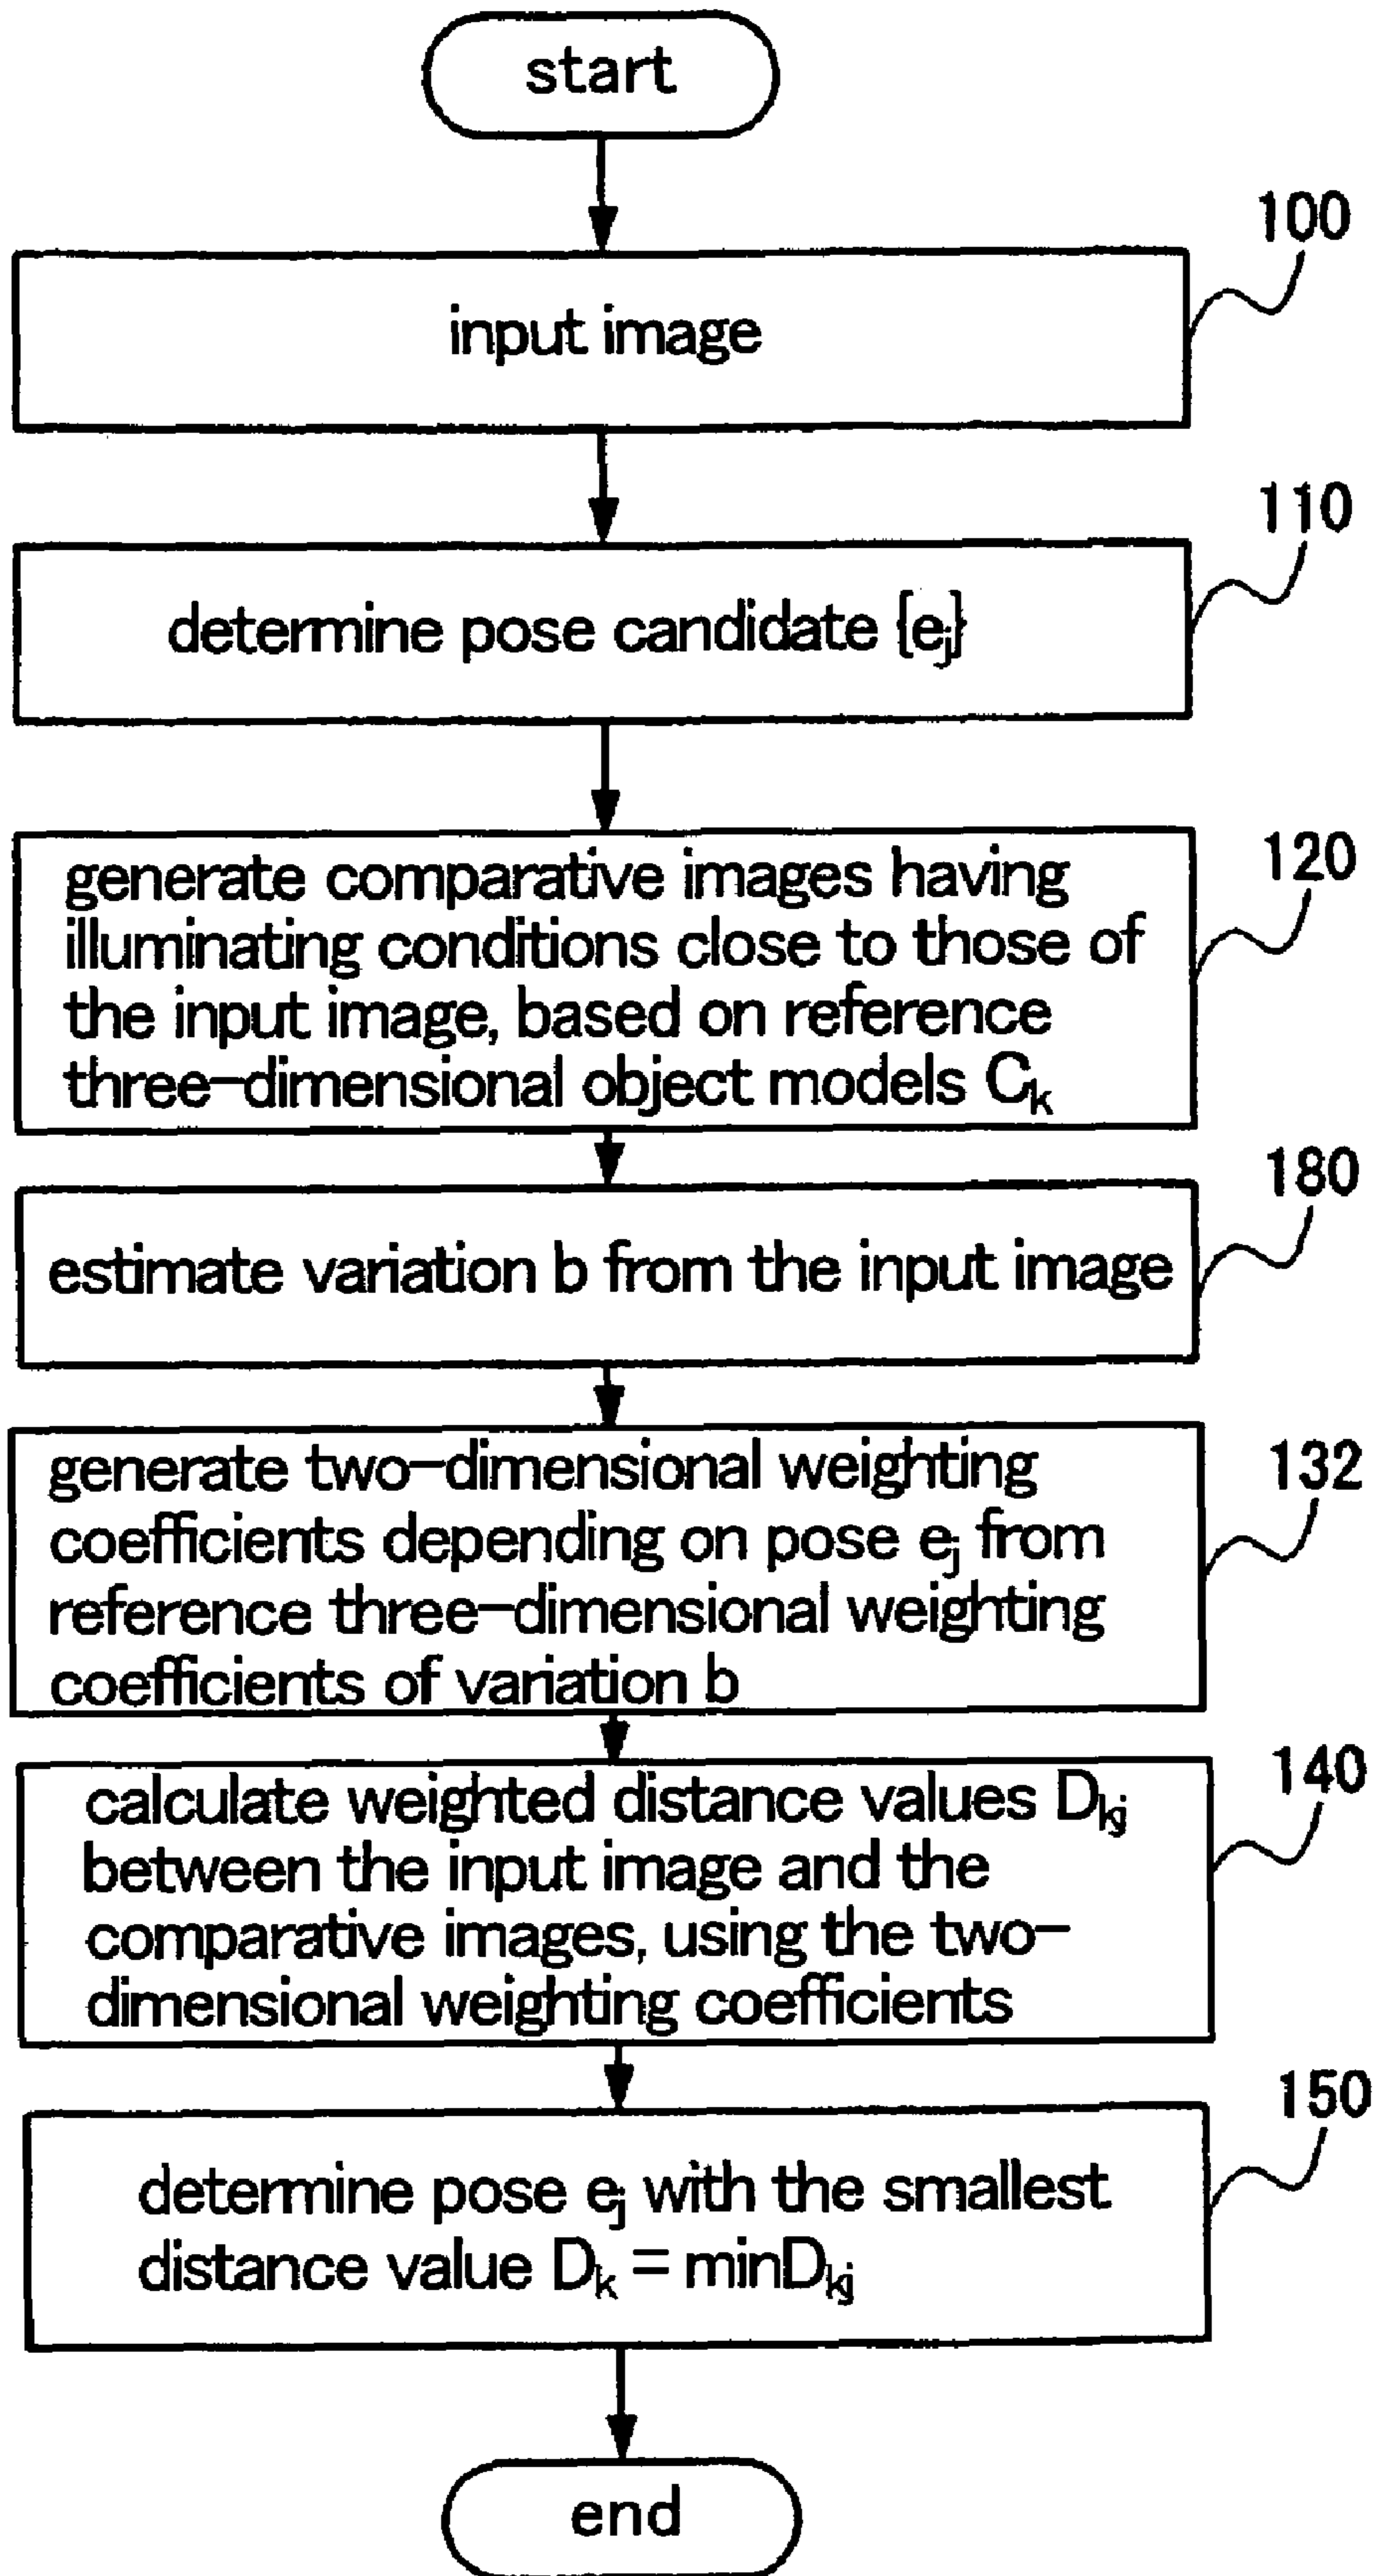 start
100
input image
110
determine pose candidate {ej}
120
generate comparative images having
illuminating conditions close to those of
the input image, based on reference
three-dimensional object models Ck
180
estimate variation b from the input image
132
generate two-dimensional weighting
coefficients depending on pose ej from
reference three-dimensional weighting
coefficients of variation b
140
calculate weighted distance values Dkj
between the input image and the
comparative images, using the two-
dimensional weighting coefficients
150
determine pose ej with the smallest
distance value Dk = minDkj
end